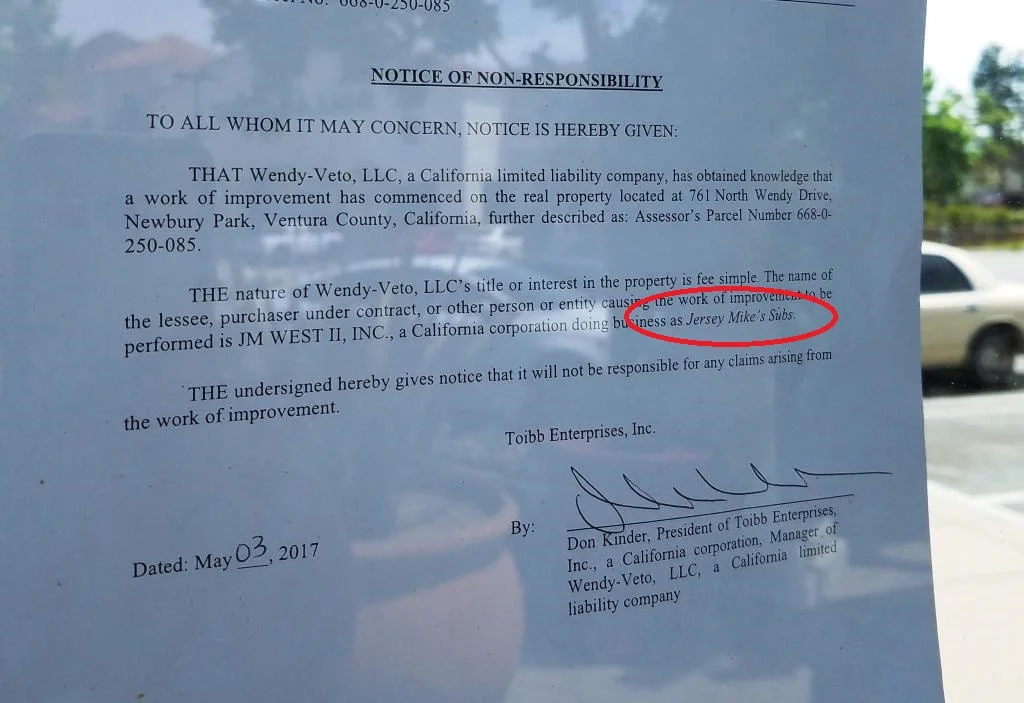 No. 668-0-250-085
NOTICE OF NON-RESPONSIBILITY
TO ALL WHOM IT MAY CONCERN, NOTICE IS HEREBY GIVEN:
THAT Wendy-Veto, LLC, a California limited liability company, has obtained knowledge that
a work of improvement has commenced on the real property located at 761 North Wendy Drive,
Newbury Park, Ventura County, California, further described as: Assessor's Parcel Number 668-0-
250-085.
THE nature of Wendy-Veto, LLC's title or interest in the property is fee simple. The name of
the lessee, purchaser under contract, or other person or entity causing the work of improvement to be
performed is JM WEST II, INC., a California corporation doing business as Jersey Mike's Subs.
THE undersigned hereby gives notice that it will not be responsible for any claims arising from
the work of improvement.
Toibb Enterprises, Inc.
By:
Don Kinder, President of Toibb Enterprises,
Inc., a California corporation, Manager of
Wendy-Veto, LLC, a California limited
liability company
Dated: May 03, 2017